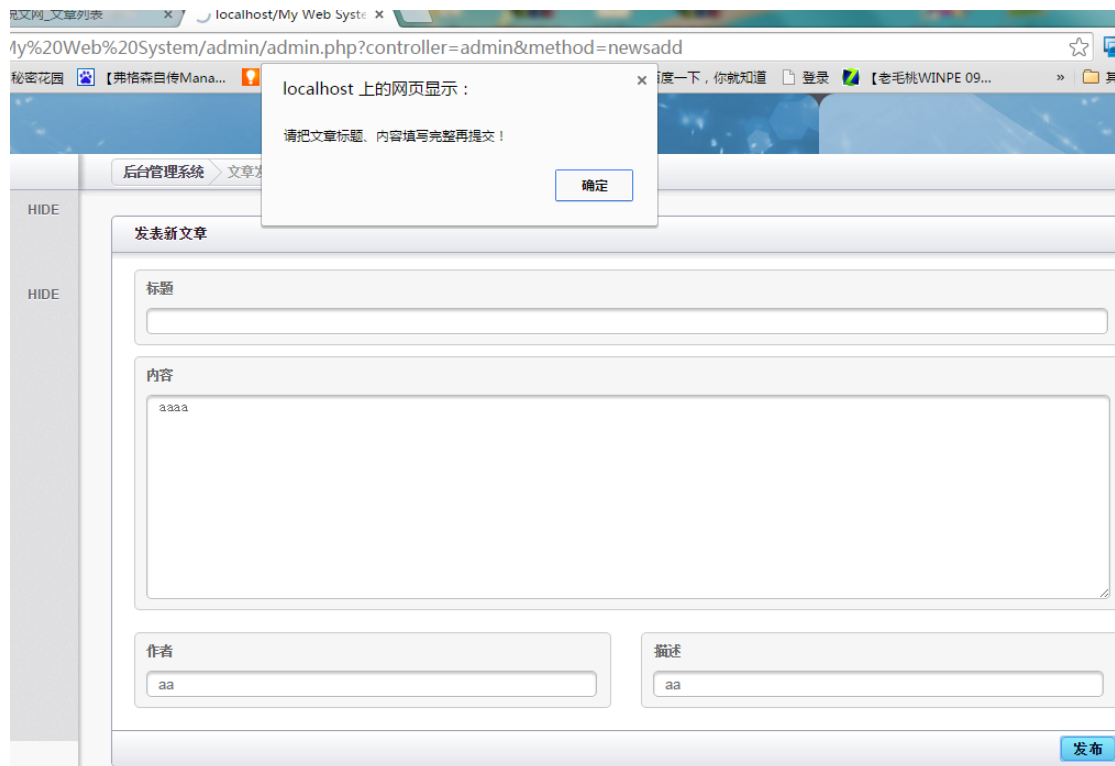 说文网_文章列表 × localhost/My Web Syste ×
My%20Web%20System/admin/admin.php?controller=admin&method=newsadd
秘密花园 【弗格森自传Mana... 百度一下，你就知道 登录 【老毛桃WINPE 09... »
localhost 上的网页显示： ×
请把文章标题、内容填写完整再提交！
确定
后台管理系统 文章发
HIDE
发表新文章
HIDE
标题
内容
aaaa
作者 描述
aa aa
发布